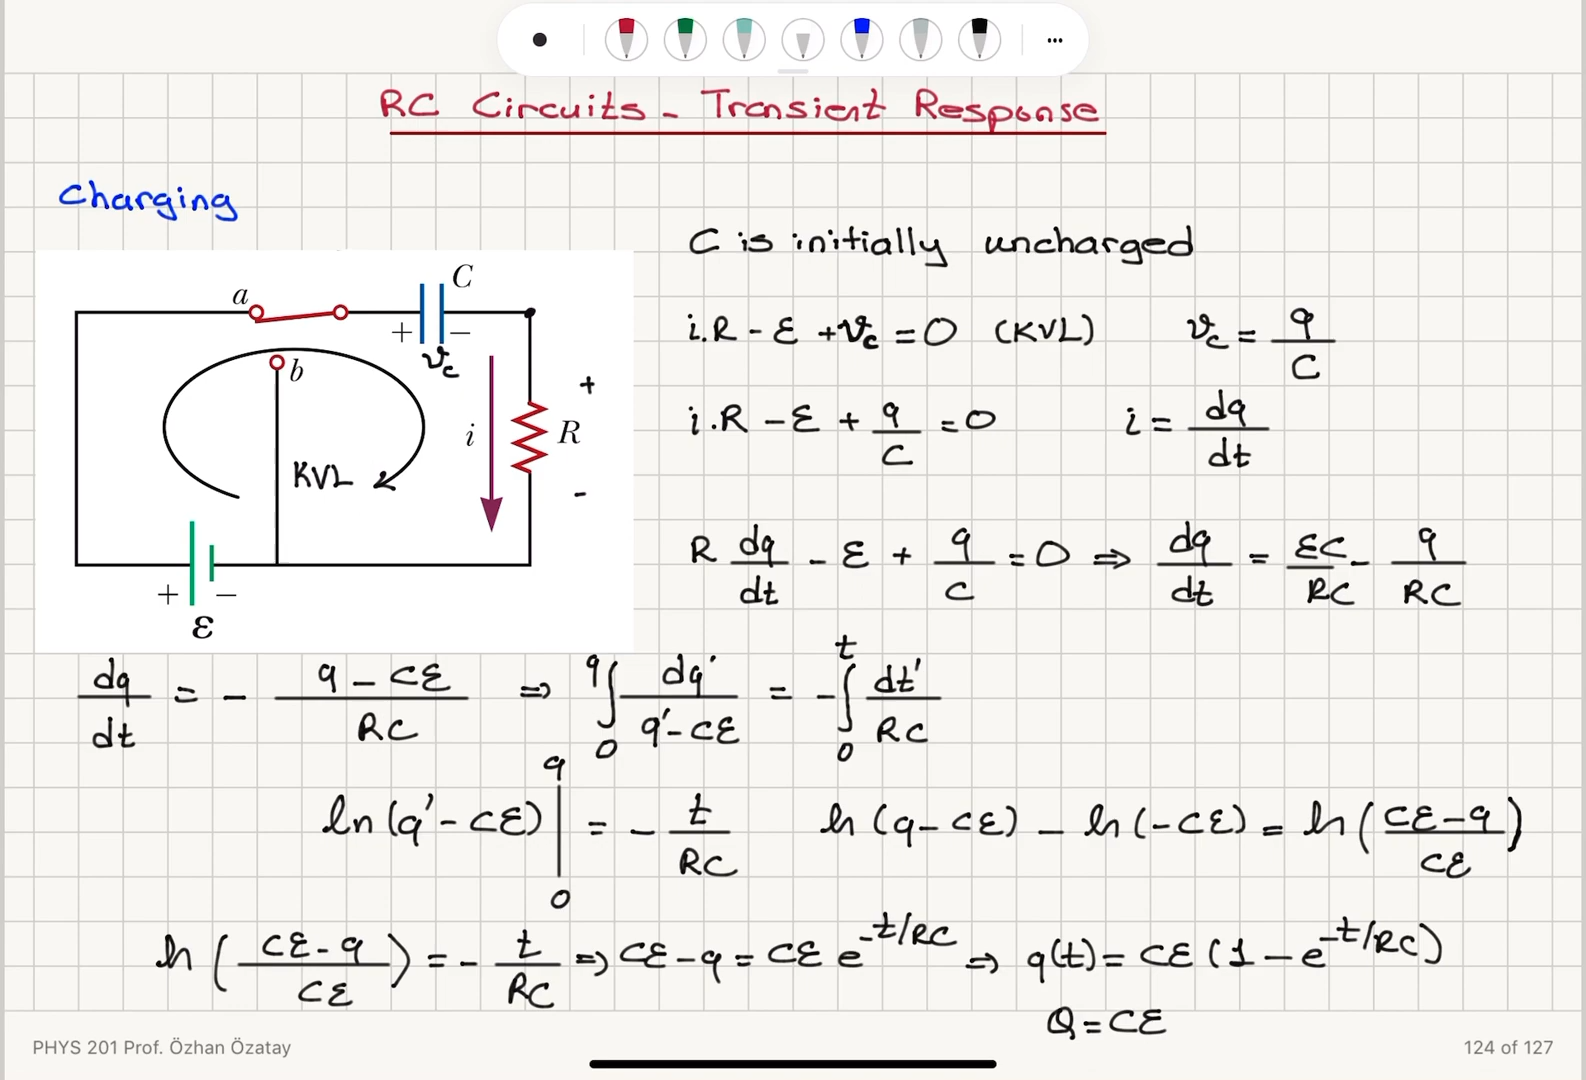 RC Circuits - Transient Response
Charging
C is initially uncharged
a
b
C
+ -
v_c
i
R
+
-
KVL
+ -
ε
i.R - ε + v_c = 0 (KVL) v_c = q/C
i.R - ε + q/C = 0 i = dq/dt
R dq/dt - ε + q/C = 0 ⇒ dq/dt = εC/RC - q/RC
dq/dt = - (q - Cε)/RC ⇒ ∫₀^q dq'/(q' - Cε) = - ∫₀^t dt'/RC
ln(q' - Cε) |₀^q = - t/RC ln(q - Cε) - ln(-Cε) = ln((Cε - q)/Cε)
ln((Cε - q)/Cε) = - t/RC ⇒ Cε - q = Cε e^(-t/RC) ⇒ q(t) = Cε(1 - e^(-t/RC))
Q = Cε
PHYS 201 Prof. Özhan Özatay
124 of 127